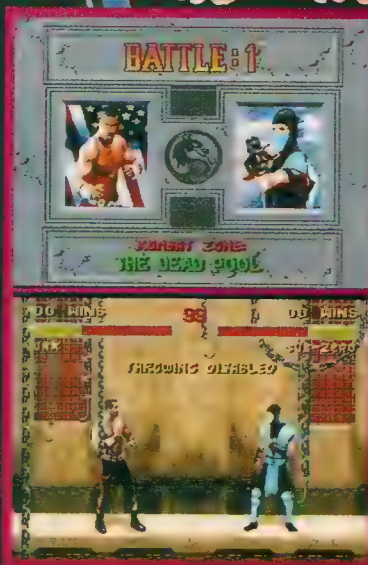 BATTLE: 1
KOMBAT ZONE:
THE DEAD POOL
00 WINS 99 00 WINS
THROWING DISABLED